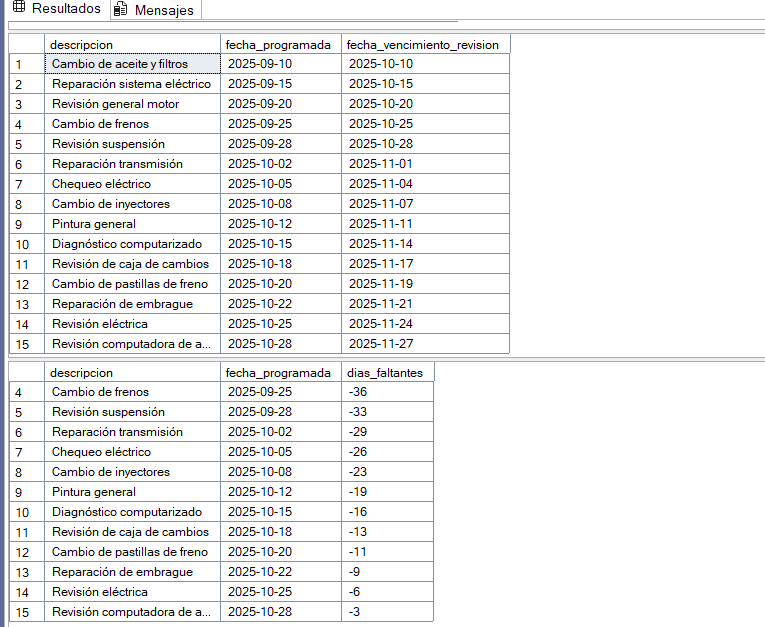 Resultados Mensajes
descripcion fecha_programada fecha_vencimiento_revision
1 Cambio de aceite y filtros 2025-09-10 2025-10-10
2 Reparación sistema eléctrico 2025-09-15 2025-10-15
3 Revisión general motor 2025-09-20 2025-10-20
4 Cambio de frenos 2025-09-25 2025-10-25
5 Revisión suspensión 2025-09-28 2025-10-28
6 Reparación transmisión 2025-10-02 2025-11-01
7 Chequeo eléctrico 2025-10-05 2025-11-04
8 Cambio de inyectores 2025-10-08 2025-11-07
9 Pintura general 2025-10-12 2025-11-11
10 Diagnóstico computarizado 2025-10-15 2025-11-14
11 Revisión de caja de cambios 2025-10-18 2025-11-17
12 Cambio de pastillas de freno 2025-10-20 2025-11-19
13 Reparación de embrague 2025-10-22 2025-11-21
14 Revisión eléctrica 2025-10-25 2025-11-24
15 Revisión computadora de a... 2025-10-28 2025-11-27
descripcion fecha_programada dias_faltantes
4 Cambio de frenos 2025-09-25 -36
5 Revisión suspensión 2025-09-28 -33
6 Reparación transmisión 2025-10-02 -29
7 Chequeo eléctrico 2025-10-05 -26
8 Cambio de inyectores 2025-10-08 -23
9 Pintura general 2025-10-12 -19
10 Diagnóstico computarizado 2025-10-15 -16
11 Revisión de caja de cambios 2025-10-18 -13
12 Cambio de pastillas de freno 2025-10-20 -11
13 Reparación de embrague 2025-10-22 -9
14 Revisión eléctrica 2025-10-25 -6
15 Revisión computadora de a... 2025-10-28 -3